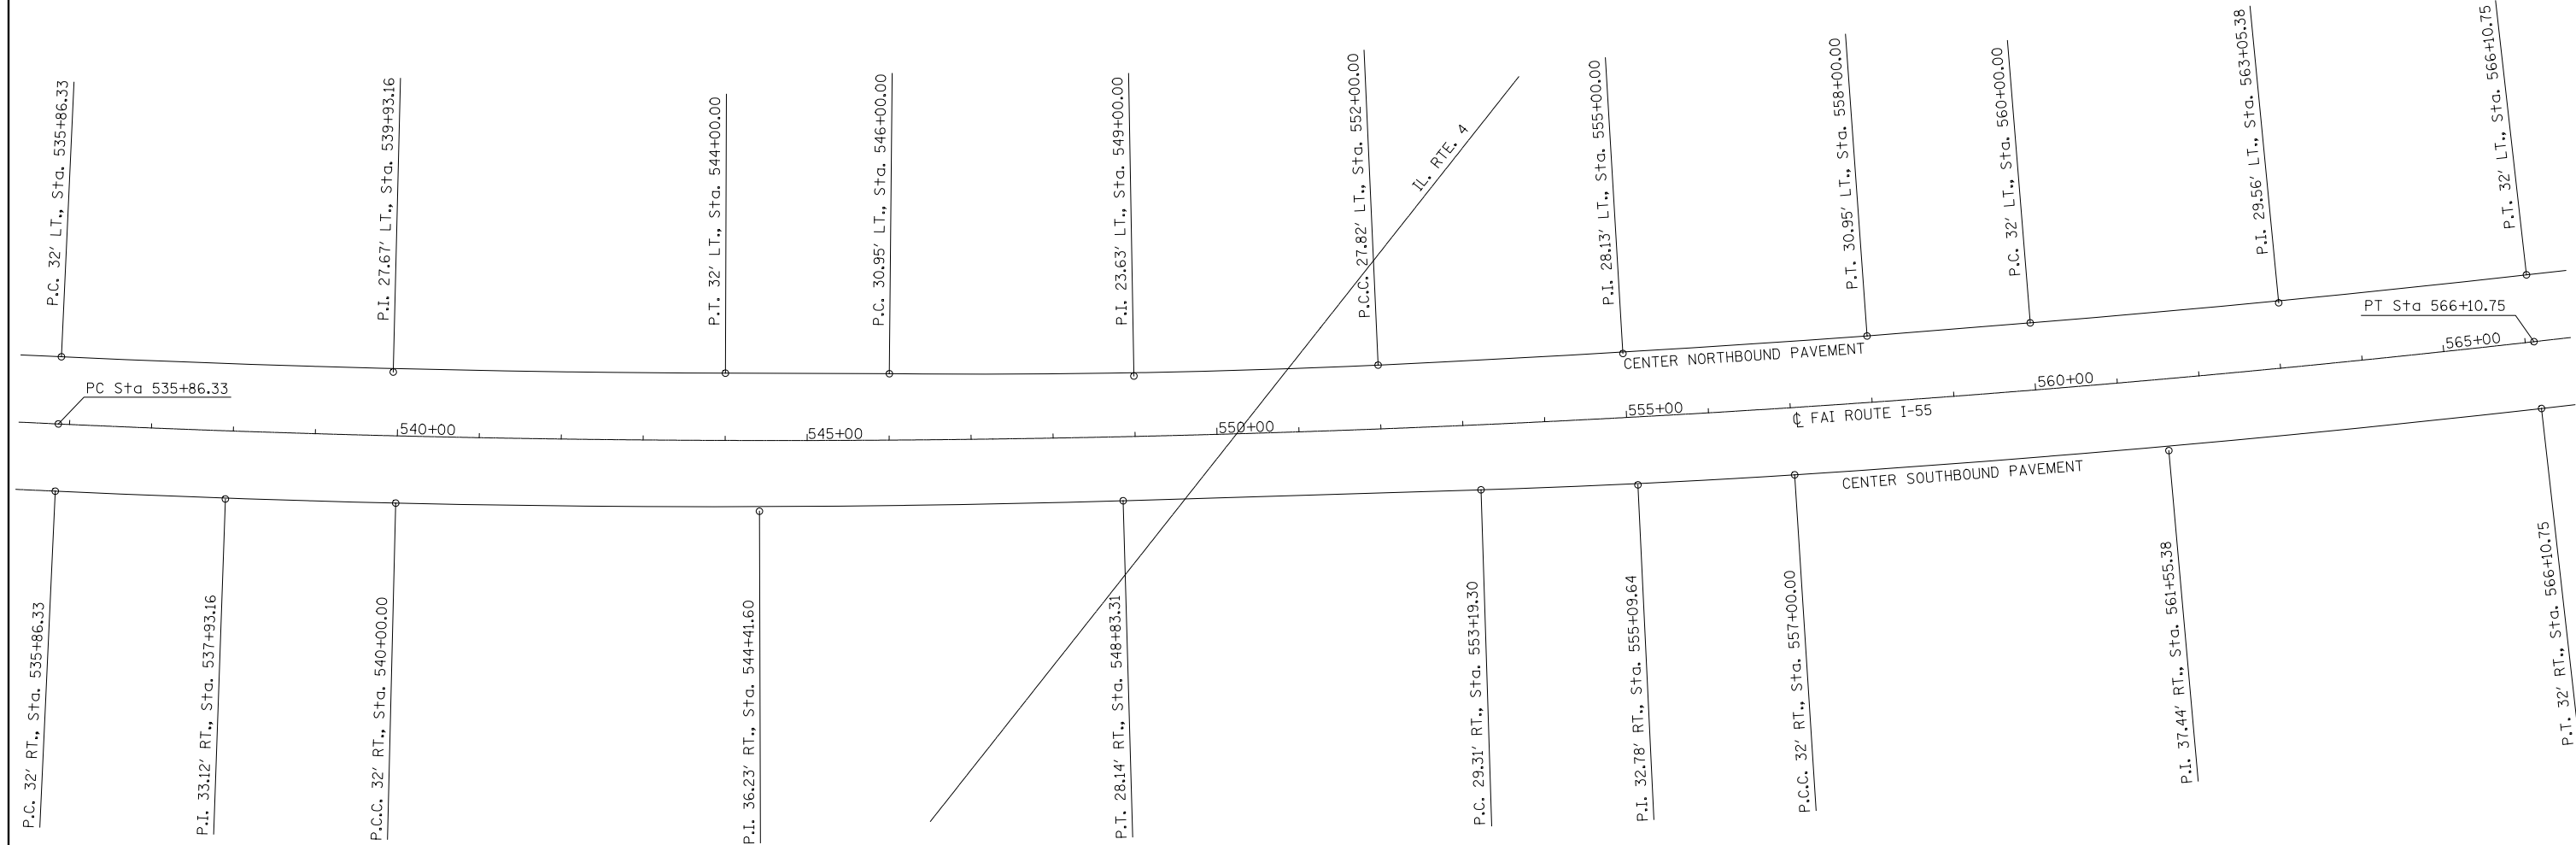 P.C. 32' LT., Sta. 535+86.33
P.I. 27.67' LT., Sta. 539+93.16
P.T. 32' LT., Sta. 544+00.00
P.C. 30.95' LT., Sta. 546+00.00
P.I. 23.63' LT., Sta. 549+00.00
P.C.C. 27.82' LT., Sta. 552+00.00
IL. RTE. 4
P.I. 28.13' LT., Sta. 555+00.00
P.T. 30.95' LT., Sta. 558+00.00
P.C. 32' LT., Sta. 560+00.00
P.I. 29.56' LT., Sta. 563+05.38
P.T. 32' LT., Sta. 566+10.75
PT Sta 566+10.75
CENTER NORTHBOUND PAVEMENT
PC Sta 535+86.33
540+00
545+00
550+00
555+00
560+00
565+00
℄ FAI ROUTE I-55
CENTER SOUTHBOUND PAVEMENT
P.C. 32' RT., Sta. 535+86.33
P.I. 33.12' RT., Sta. 537+93.16
P.C.C. 32' RT., Sta. 540+00.00
P.I. 36.23' RT., Sta. 544+41.60
P.T. 28.14' RT., Sta. 548+83.31
P.C. 29.31' RT., Sta. 553+19.30
P.I. 32.78' RT., Sta. 555+09.64
P.C.C. 32' RT., Sta. 557+00.00
P.I. 37.44' RT., Sta. 561+55.38
P.T. 32' RT., Sta. 566+10.75